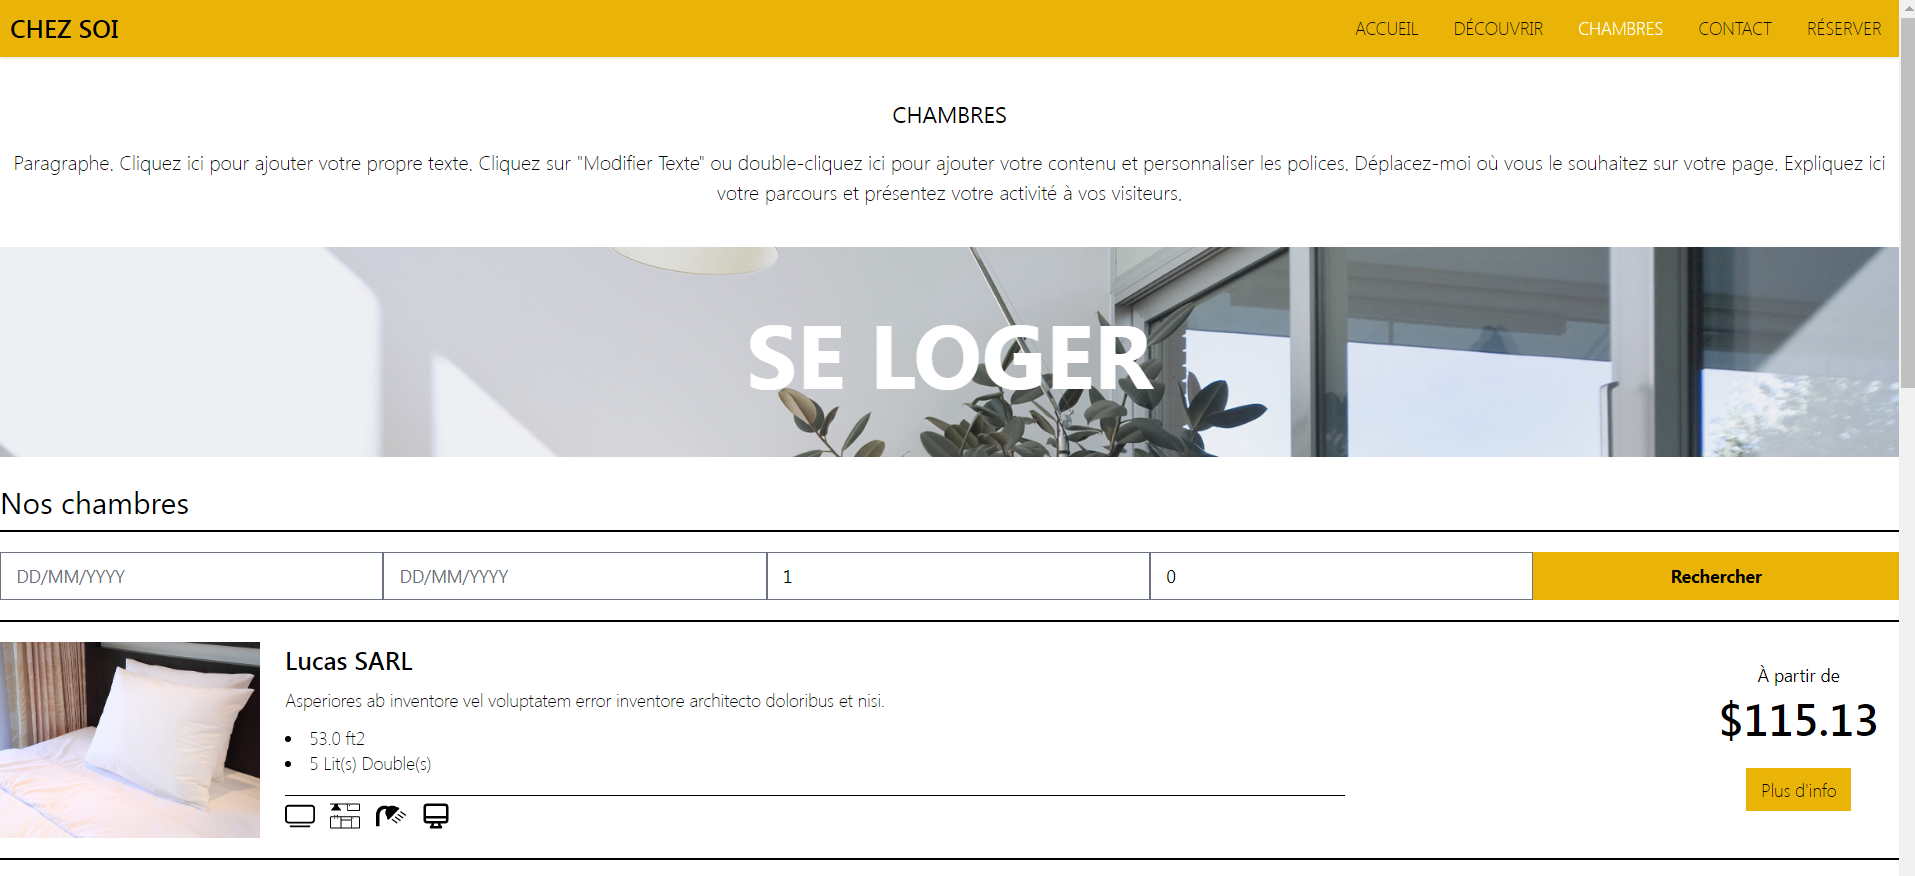 CHEZ SOI
ACCUEIL DÉCOUVRIR CHAMBRES CONTACT RÉSERVER
CHAMBRES
Paragraphe. Cliquez ici pour ajouter votre propre texte. Cliquez sur "Modifier Texte" ou double-cliquez ici pour ajouter votre contenu et personnaliser les polices. Déplacez-moi où vous le souhaitez sur votre page. Expliquez ici
votre parcours et présentez votre activité à vos visiteurs.
SE LOGER
Nos chambres
DD/MM/YYYY DD/MM/YYYY 1 0 Rechercher
Lucas SARL
Asperiores ab inventore vel voluptatem error inventore architecto doloribus et nisi.
53.0 ft2
5 Lit(s) Double(s)
À partir de
$115.13
Plus d'info